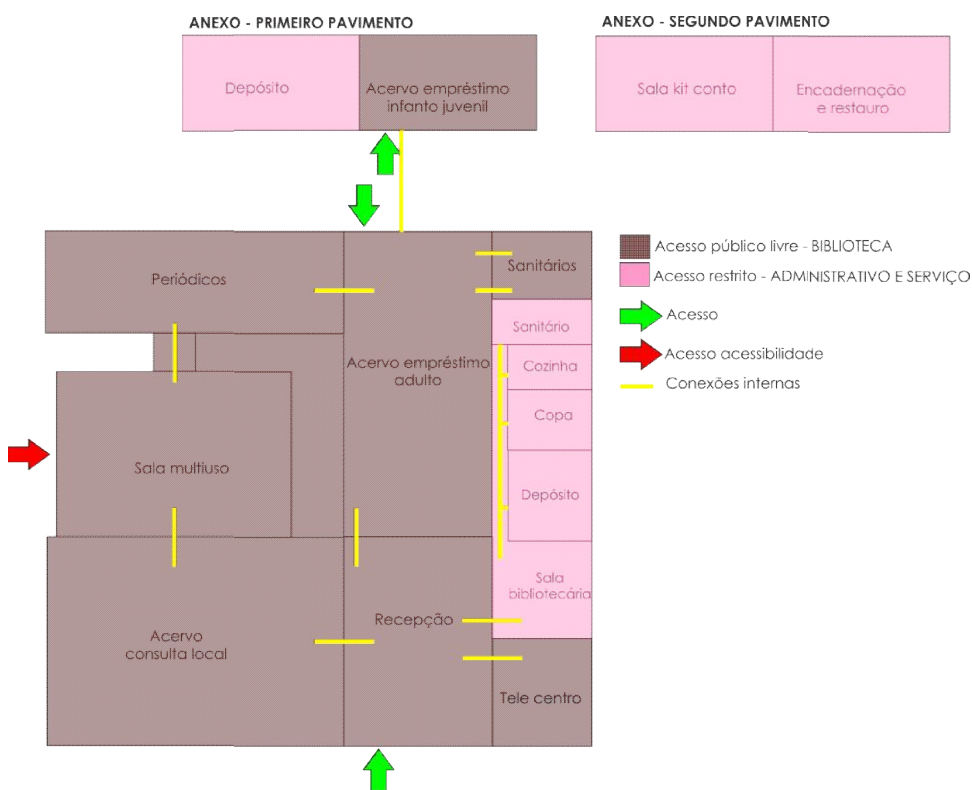 ANEXO - PRIMEIRO PAVIMENTO
ANEXO - SEGUNDO PAVIMENTO
Depósito
Acervo empréstimo
infanto juvenil
Sala kit conto
Encadernação
e restauro
Periódicos
Sanitários
Acesso público livre - BIBLIOTECA
Acesso restrito - ADMINISTRATIVO E SERVIÇO
Acesso
Acesso acessibilidade
Conexões internas
Sanitário
Acervo empréstimo
adulto
Cozinha
Copa
Sala multiuso
Depósito
Sala
bibliotecária
Recepção
Acervo
consulta local
Tele centro